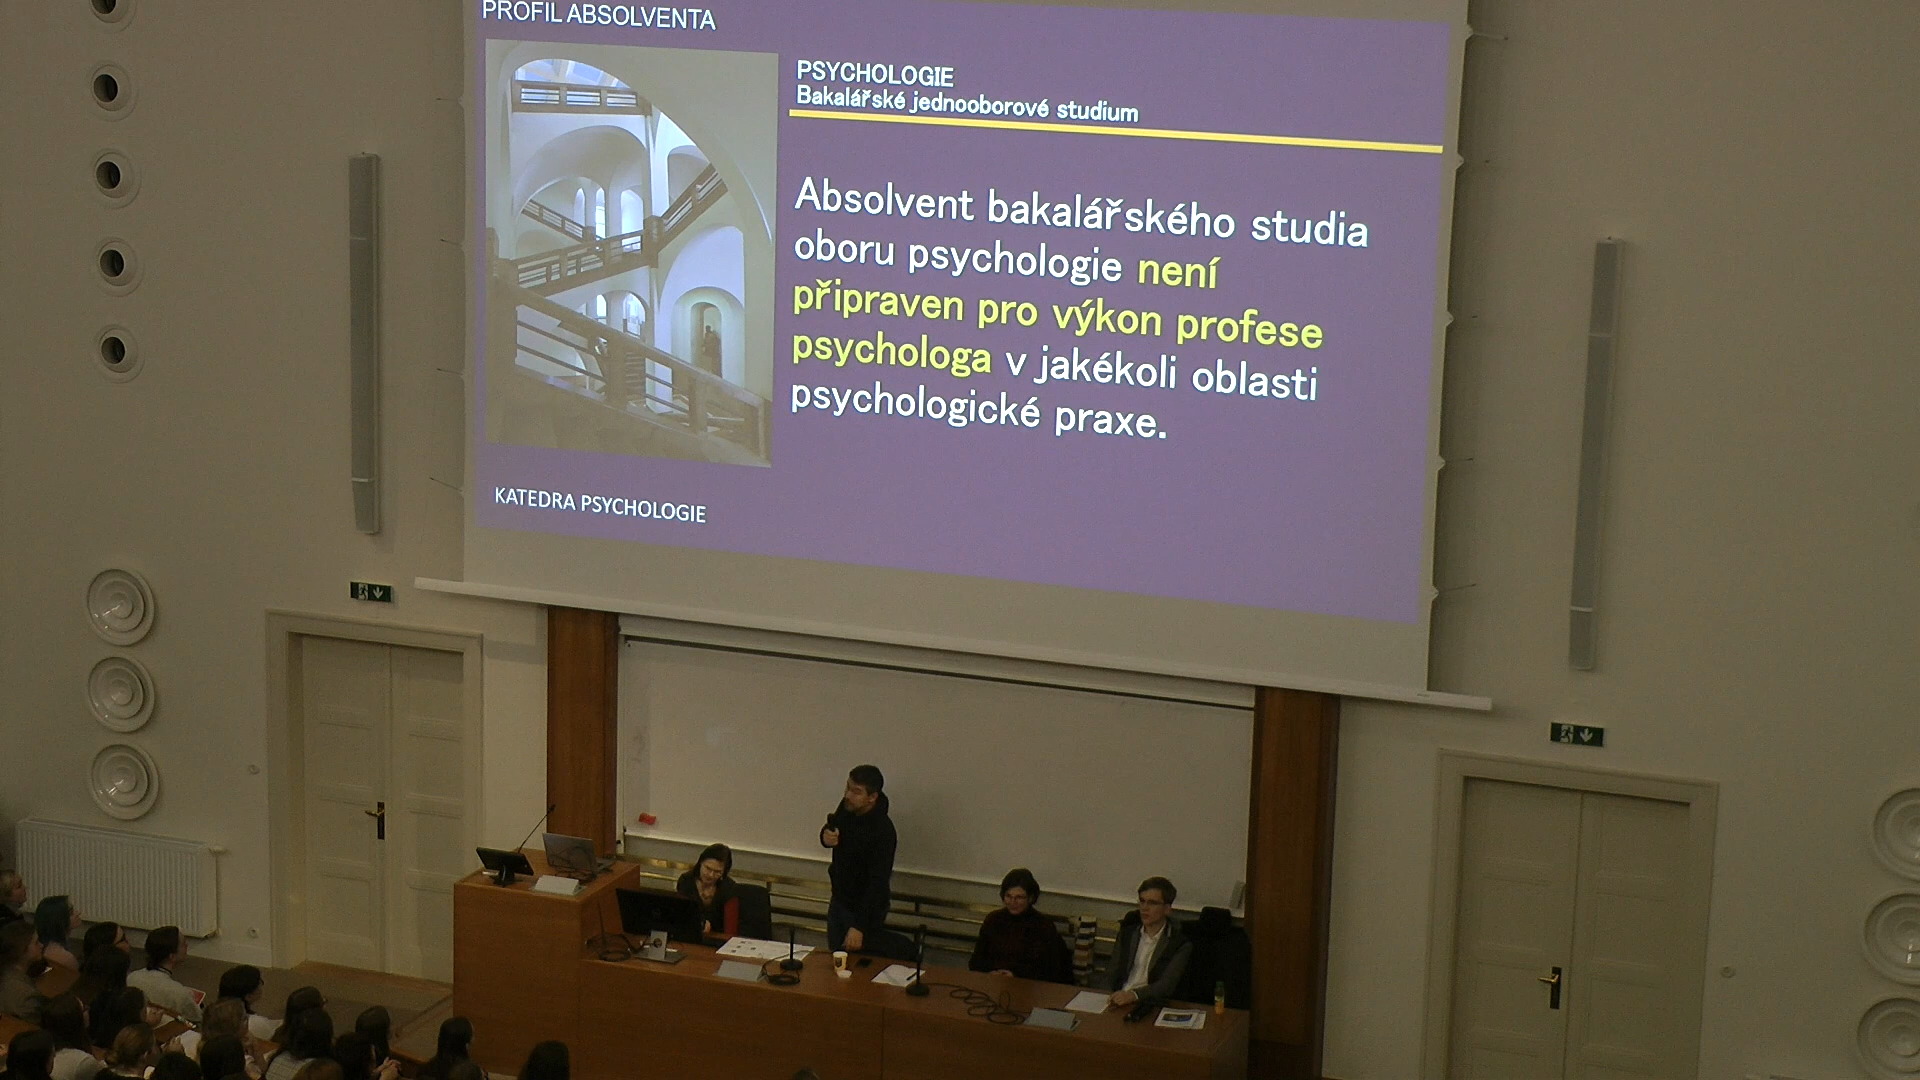 PROFIL ABSOLVENTA
PSYCHOLOGIE
Bakalářské jednooborové studium
Absolvent bakalářského studia
oboru psychologie není
připraven pro výkon profese
psychologa v jakékoli oblasti
psychologické praxe.
KATEDRA PSYCHOLOGIE